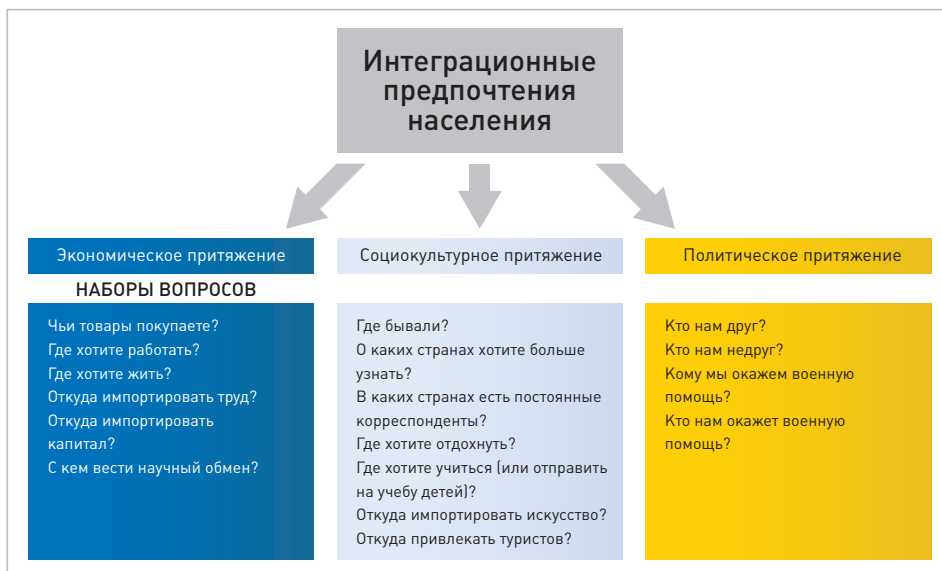 Интеграционные
предпочтения
населения
Экономическое притяжение
НАБОРЫ ВОПРОСОВ
Чьи товары покупаете?
Где хотите работать?
Где хотите жить?
Откуда импортировать труд?
Откуда импортировать
капитал?
С кем вести научный обмен?
Социокультурное притяжение
Где бывали?
О каких странах хотите больше
узнать?
В каких странах есть постоянные
корреспонденты?
Где хотите отдохнуть?
Где хотите учиться (или отправить
на учебу детей)?
Откуда импортировать искусство?
Откуда привлекать туристов?
Политическое притяжение
Кто нам друг?
Кто нам недруг?
Кому мы окажем военную
помощь?
Кто нам окажет военную
помощь?